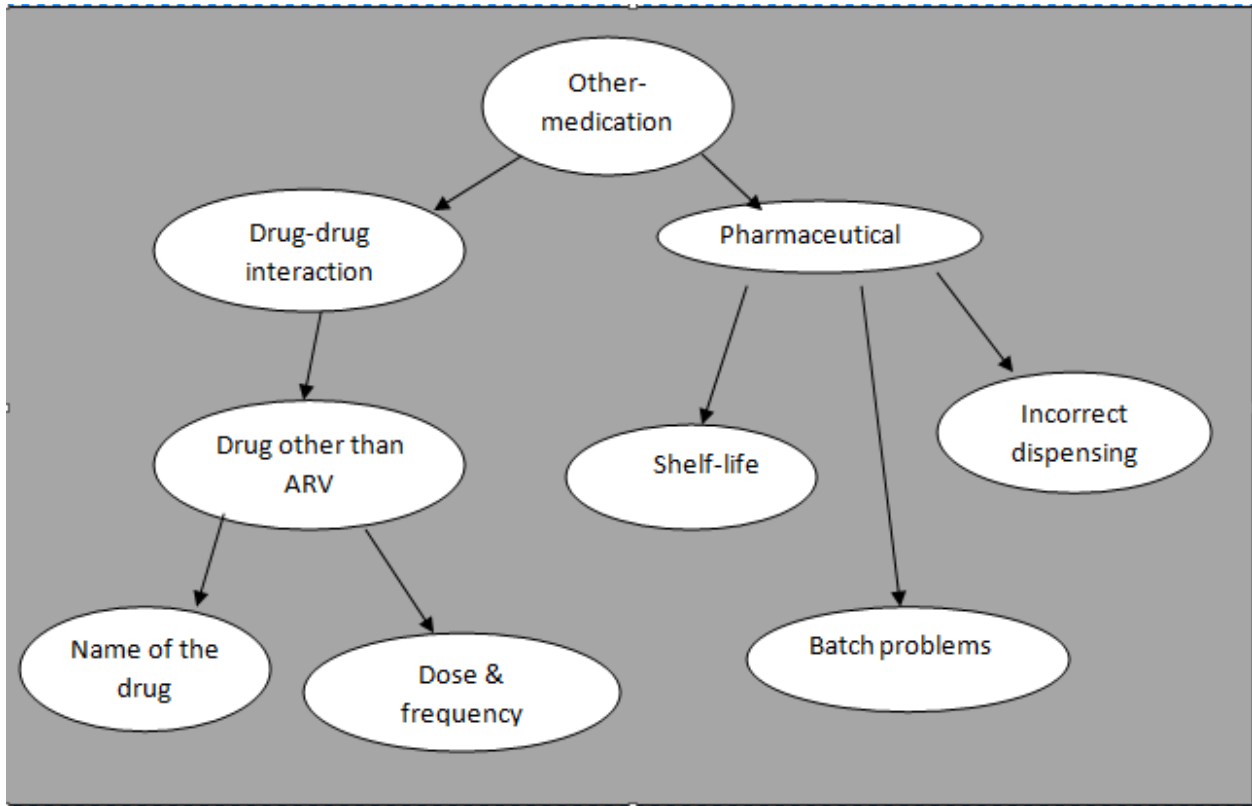 Other-
medication
Drug-drug
interaction
Pharmaceutical
Drug other than
ARV
Shelf-life
Incorrect
dispensing
Name of the
drug
Dose &
frequency
Batch problems